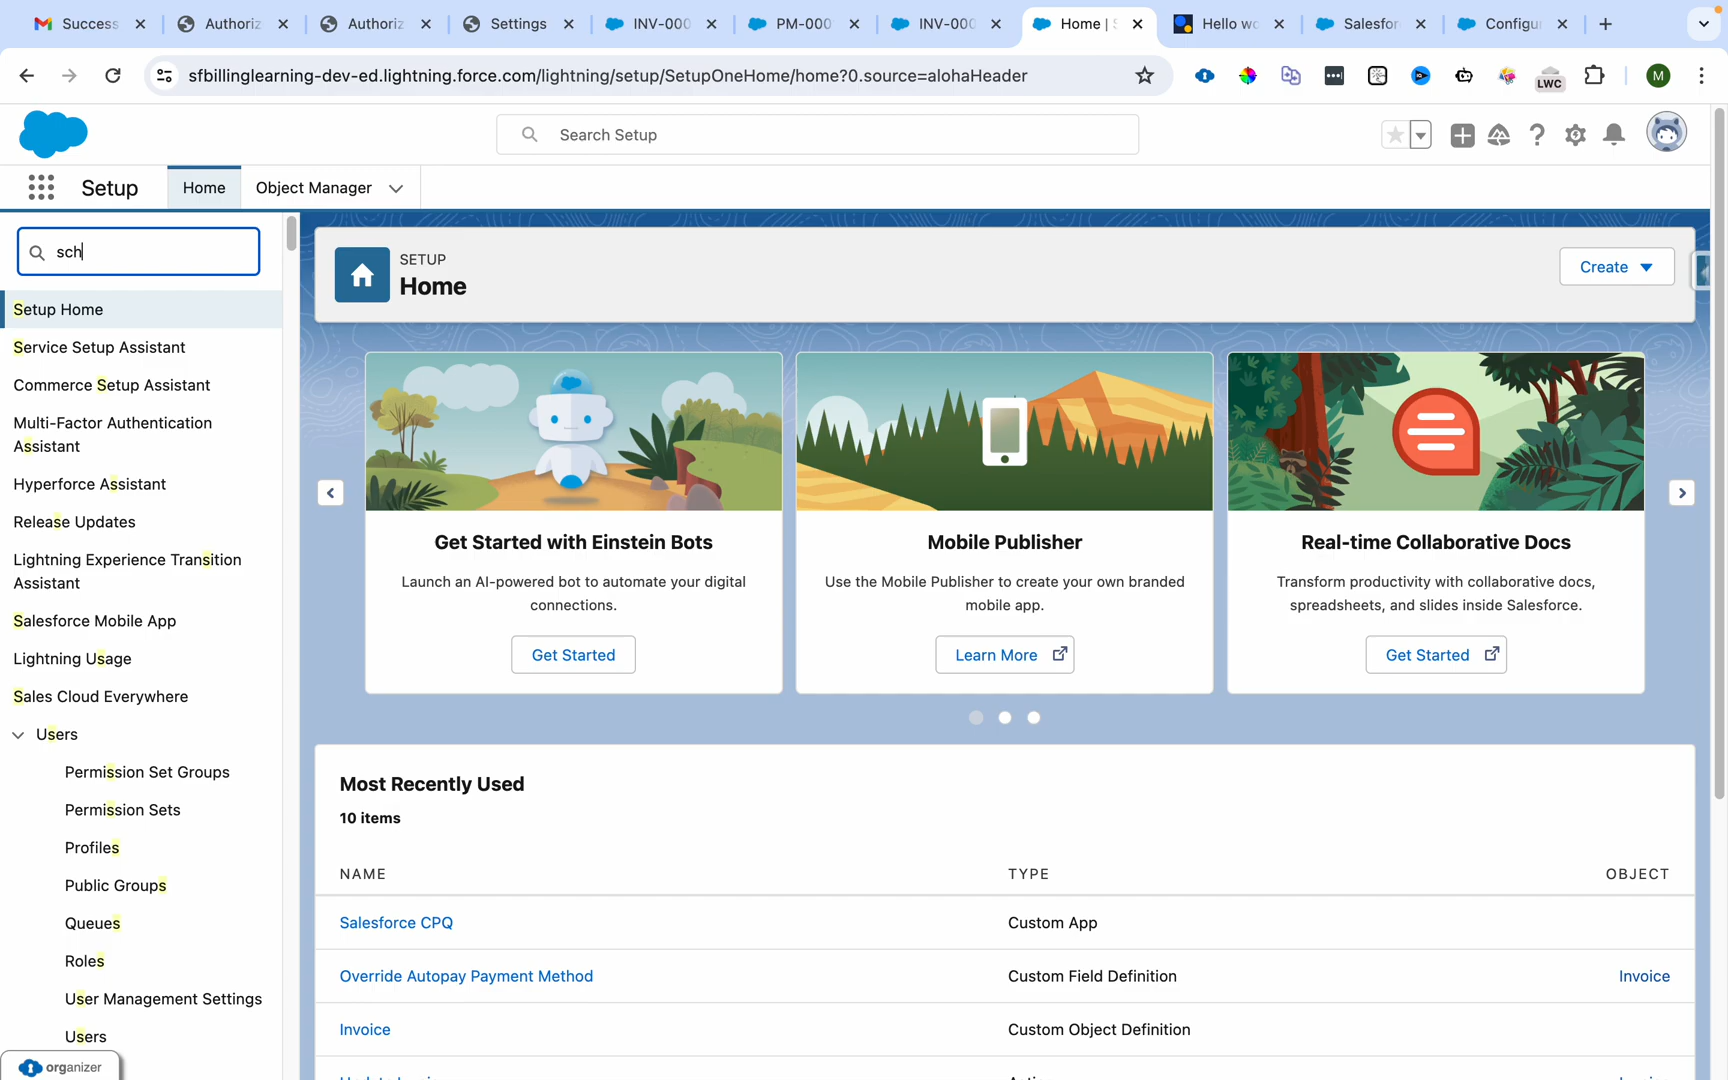 Success
Authoriz
Authoriz
Settings
INV-000
PM-000
INV-000
Home | S
Hello wo
Salesfor
Configur
sfbillinglearning-dev-ed.lightning.force.com/lightning/setup/SetupOneHome/home?0.source=alohaHeader
LWC
M
Search Setup
Setup
Home
Object Manager
sch
Setup Home
Service Setup Assistant
Commerce Setup Assistant
Multi-Factor Authentication
Assistant
Hyperforce Assistant
Release Updates
Lightning Experience Transition
Assistant
Salesforce Mobile App
Lightning Usage
Sales Cloud Everywhere
Users
Permission Set Groups
Permission Sets
Profiles
Public Groups
Queues
Roles
User Management Settings
Users
organizer
SETUP
Home
Create
Get Started with Einstein Bots
Launch an AI-powered bot to automate your digital
connections.
Get Started
Mobile Publisher
Use the Mobile Publisher to create your own branded
mobile app.
Learn More
Real-time Collaborative Docs
Transform productivity with collaborative docs,
spreadsheets, and slides inside Salesforce.
Get Started
Most Recently Used
10 items
NAME TYPE OBJECT
Salesforce CPQ Custom App
Override Autopay Payment Method Custom Field Definition Invoice
Invoice Custom Object Definition